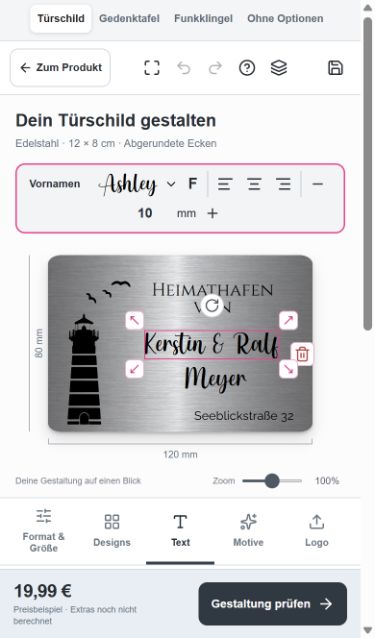 Türschild Gedenktafel Funkklingel Ohne Optionen
← Zum Produkt
Dein Türschild gestalten
Edelstahl · 12 × 8 cm · Abgerundete Ecken
Vornamen Ashley F
10 mm +
Heimathafen
Kerstin & Ralf
Meyer
Seeblickstraße 32
80 mm
120 mm
Deine Gestaltung auf einen Blick Zoom 100%
Format & Größe
Designs
Text
Motive
Logo
19,99 €
Preisbeispiel · Extras noch nicht
berechnet
Gestaltung prüfen →